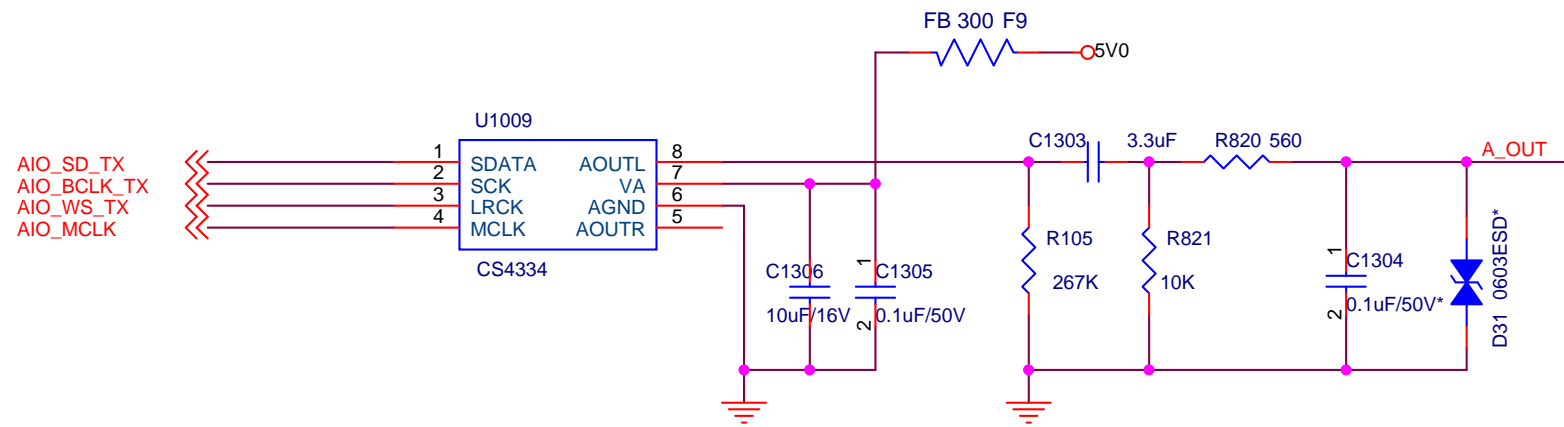 FB 300 F9
5V0
U1009
C1303 3.3uF R820 560
A_OUT
AIO_SD_TX 1 SDATA AOUTL 8
AIO_BCLK_TX 2 SCK VA 7
AIO_WS_TX 3 LRCK AGND 6
AIO_MCLK 4 MCLK AOUTR 5
CS4334
R105
267K
R821
10K
C1306
10uF/16V
1
C1305
2
0.1uF/50V
1
C1304
2
0.1uF/50V*
D31 0603ESD*